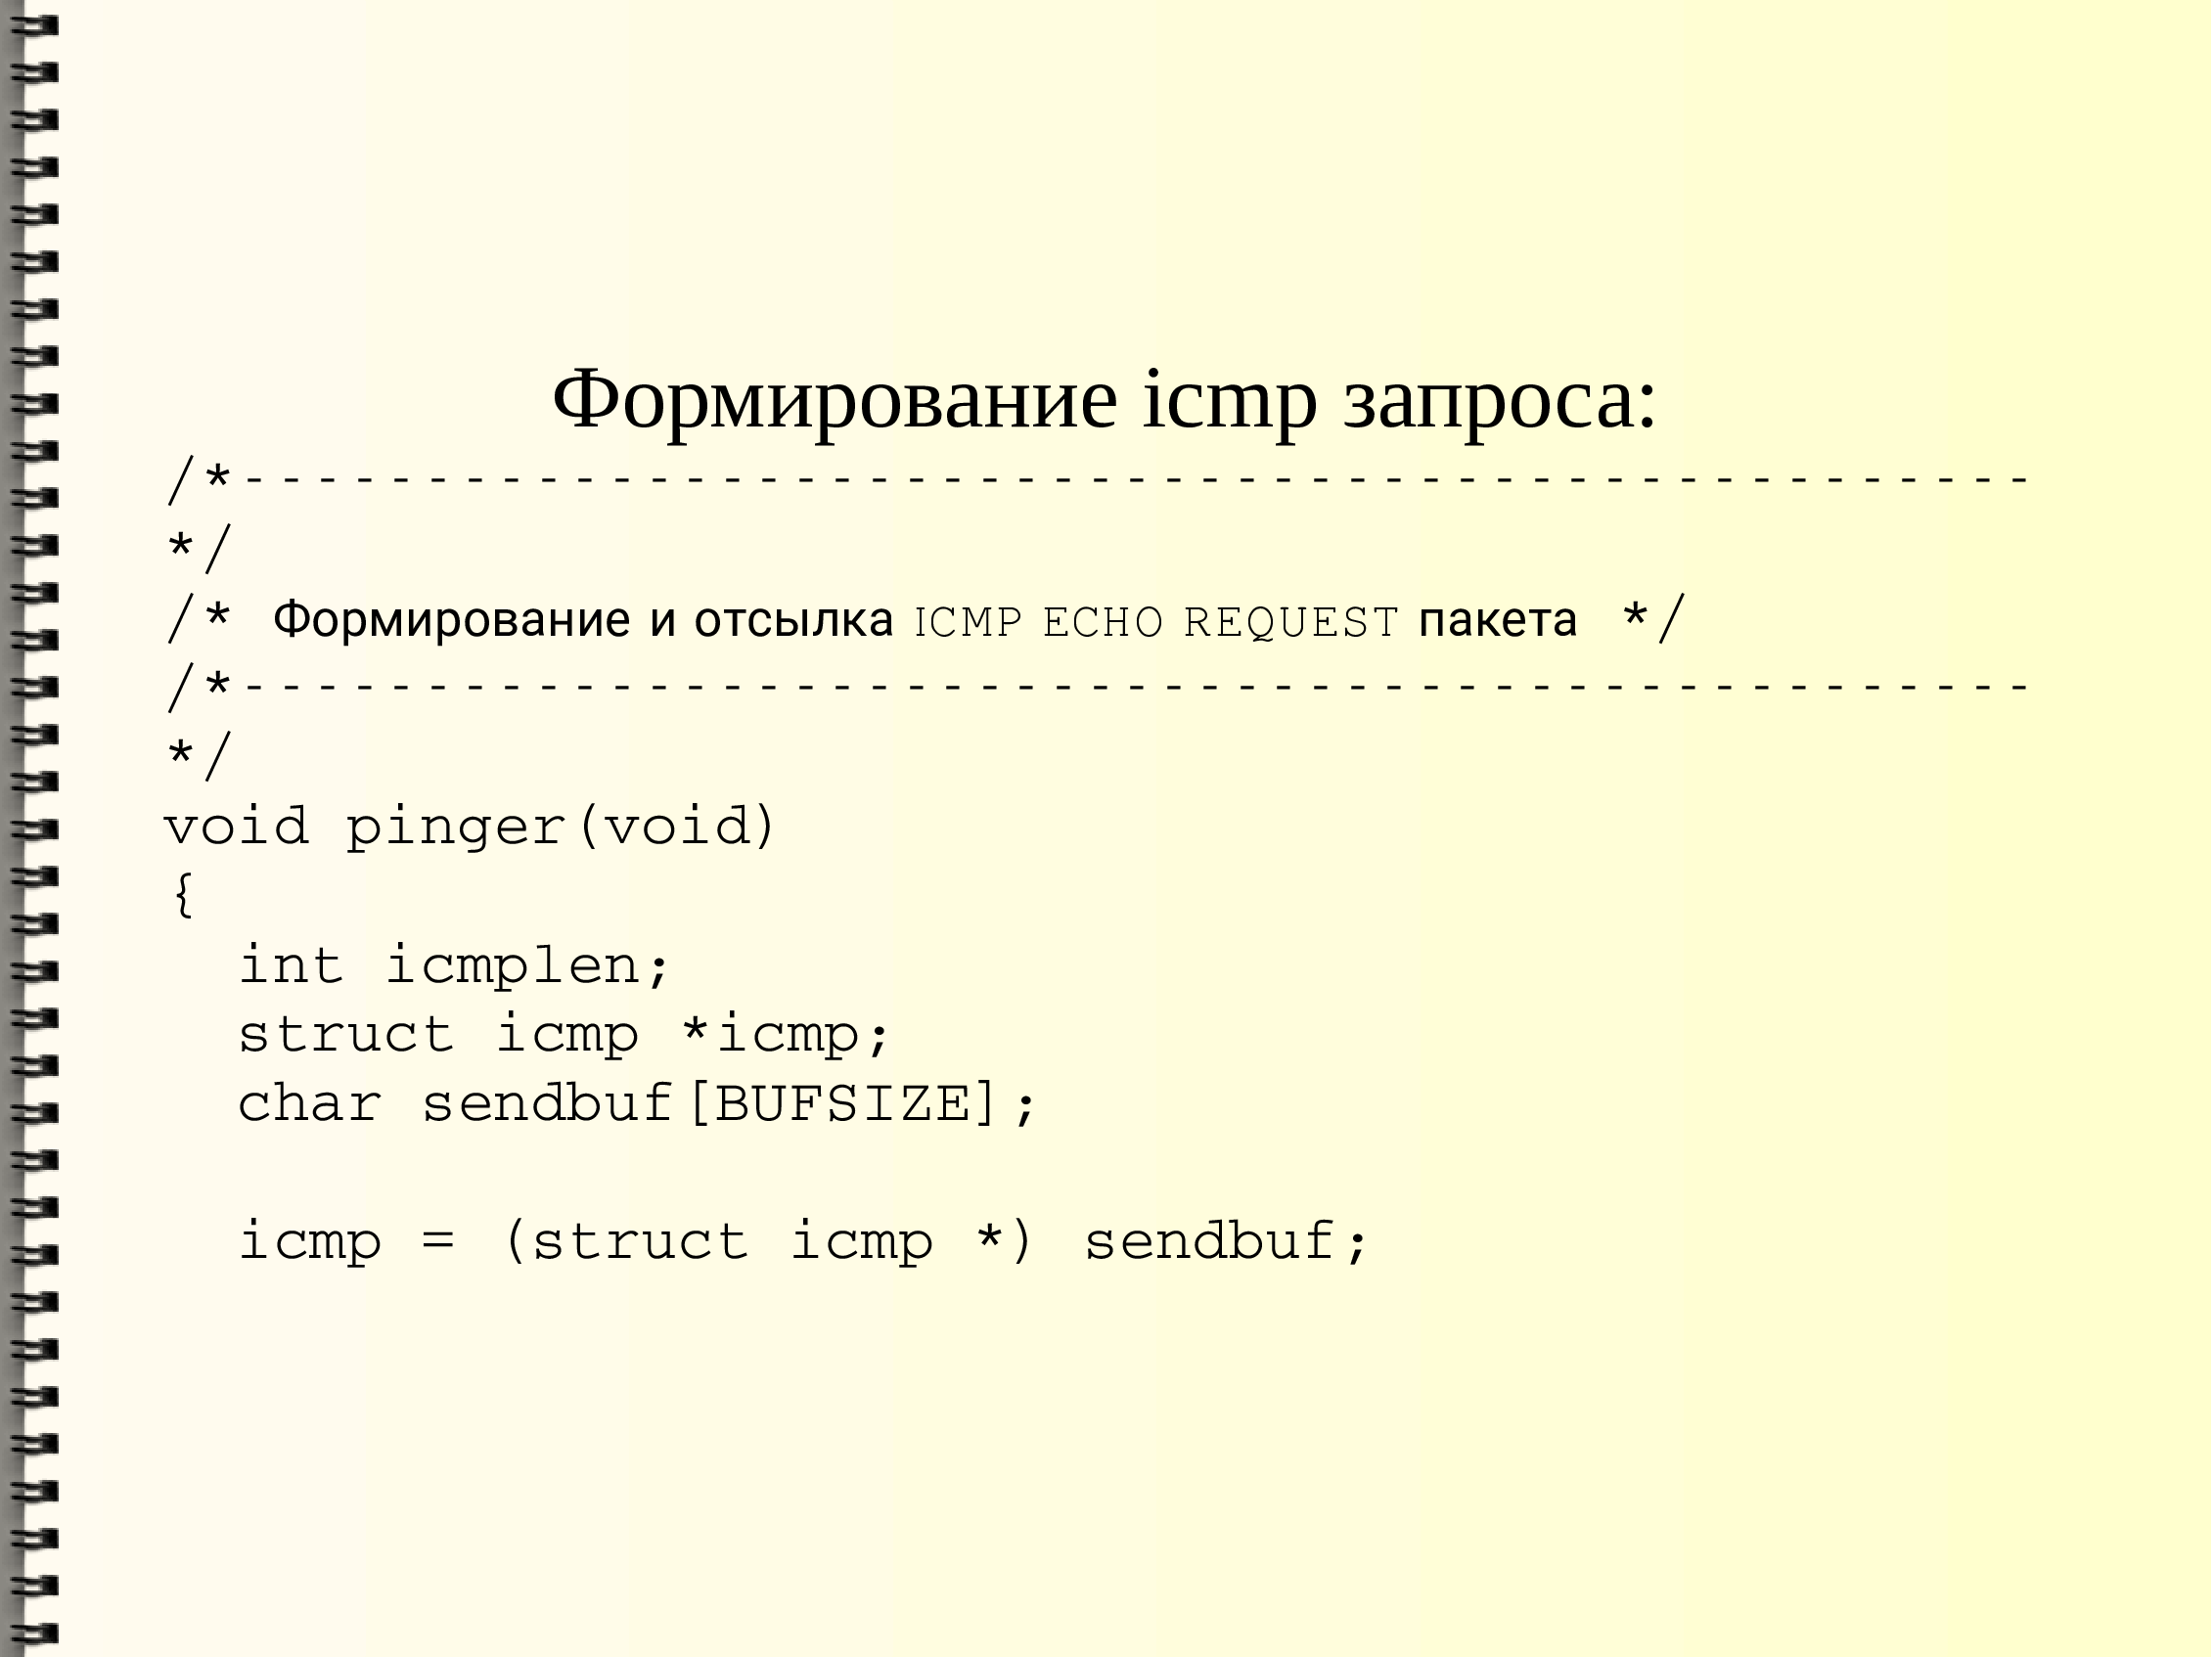 Формирование icmp запроса:
/*-------------------------------------------------
*/
/* Формирование и отсылка ICMP ECHO REQUEST пакета */
/*-------------------------------------------------
*/
void pinger(void)
{
  int icmplen;
  struct icmp *icmp;
  char sendbuf[BUFSIZE];
  icmp = (struct icmp *) sendbuf;